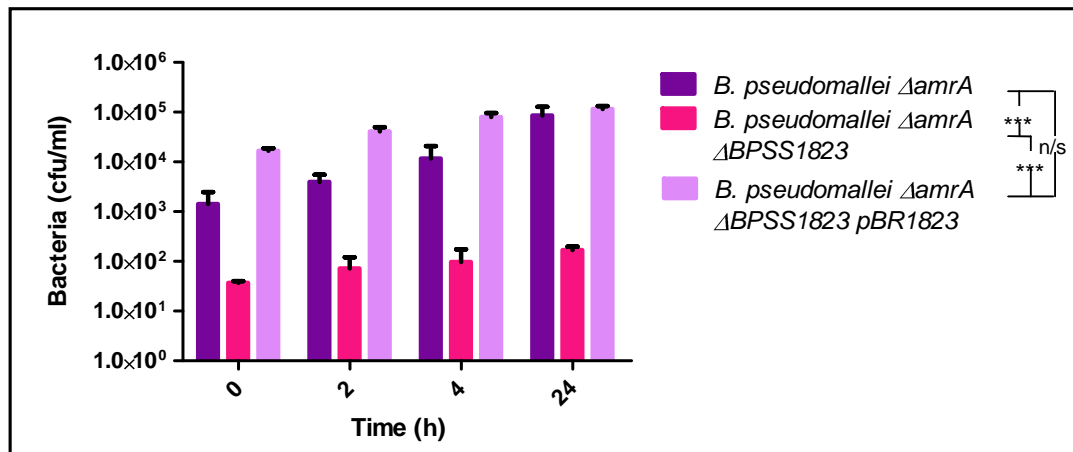 1.0×10⁶
1.0×10⁵
1.0×10⁴
1.0×10³
1.0×10²
1.0×10¹
1.0×10⁰
Bacteria (cfu/ml)
0
2
4
24
Time (h)
B. pseudomallei ΔamrA
B. pseudomallei ΔamrA
ΔBPSS1823
B. pseudomallei ΔamrA
ΔBPSS1823 pBR1823
***
n/s
***